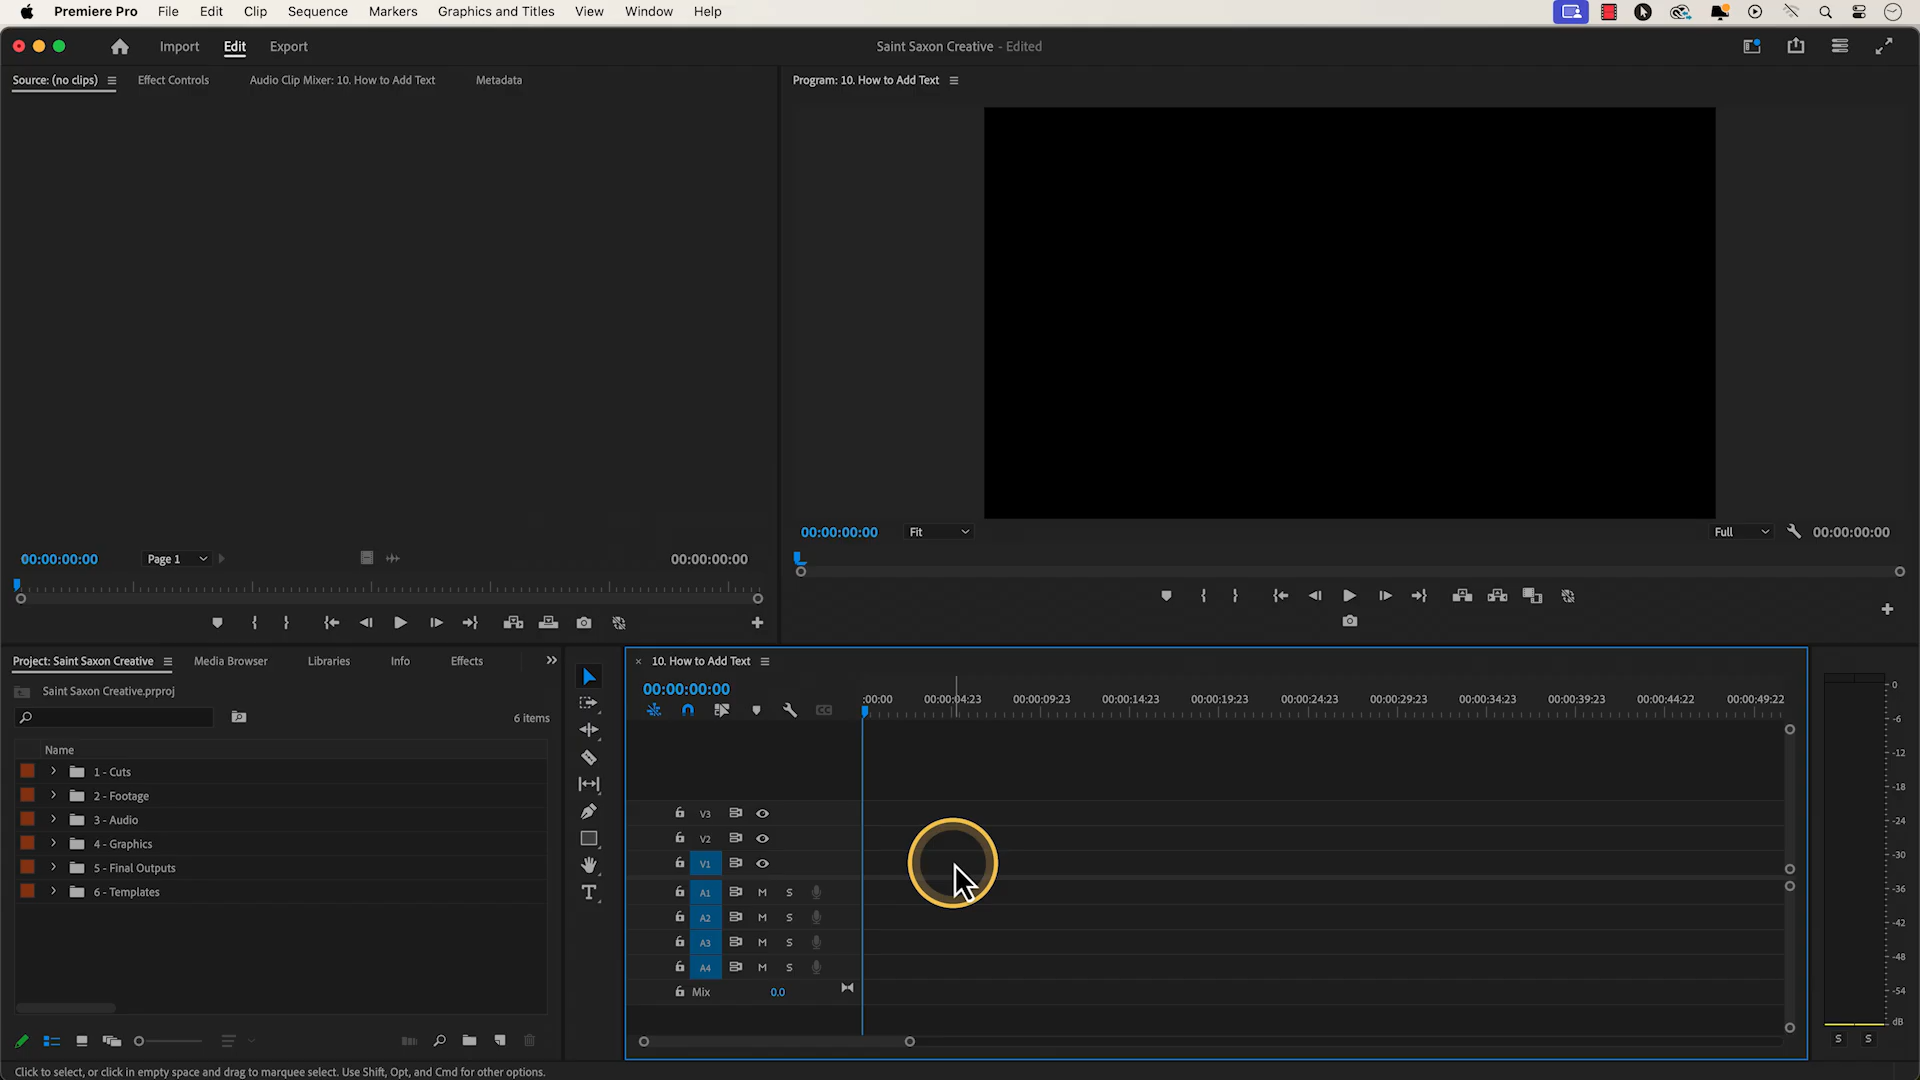 Premiere Pro File Edit Clip Sequence Markers Graphics and Titles View Window Help
Import Edit Export Saint Saxon Creative - Edited
Source: (no clips) Effect Controls Audio Clip Mixer: 10. How to Add Text Metadata
Program: 10. How to Add Text
00:00:00:00 Fit Full 00:00:00:00
00:00:00:00 Page 1 00:00:00:00
Project: Saint Saxon Creative Media Browser Libraries Info Effects
Saint Saxon Creative.prproj
6 items
Name
1 - Cuts
2 - Footage
3 - Audio
4 - Graphics
5 - Final Outputs
6 - Templates
10. How to Add Text
00:00:00:00
:00:00 00:00:04:23 00:00:09:23 00:00:14:23 00:00:19:23 00:00:24:23 00:00:29:23 00:00:34:23 00:00:39:22 00:00:44:22 00:00:49:22
CC
V3
V2
V1
A1 M S
A2 M S
A3 M S
A4 M S
Mix 0.0
0
-6
-12
-18
-24
-30
-36
-42
-48
-54
dB
S S
Click to select, or click in empty space and drag to marquee select. Use Shift, Opt, and Cmd for other options.